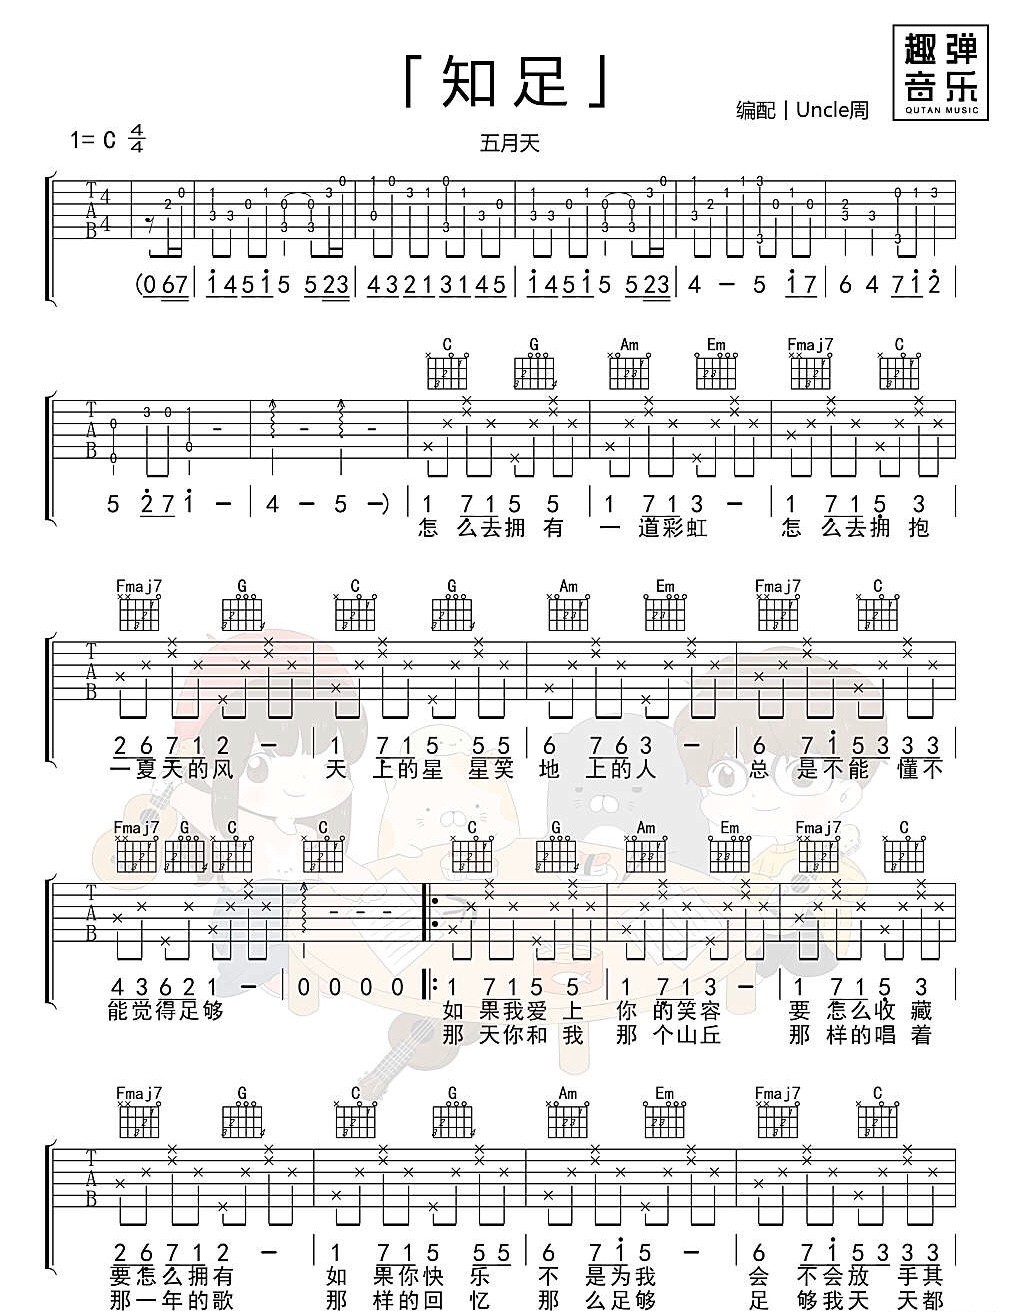 「知足」
趣弹
音乐
QUTAN MUSIC
编配 | Uncle周
1= C 4/4
五月天
(0 67 | 1 4 5 1 5 5 23 | 4 3 2 1 3 1 4 5 | 1 4 5 1 5 5 23 | 4 - 5 17 | 6 4 7 1 2 |
C G Am Em Fmaj7 C
5 2 7 1 - | 4 - 5 -) | 1 7 1 5 5 | 1 7 1 3 - | 1 7 1 5 3 |
怎 么去拥 有 一 道彩虹 怎 么去拥 抱
Fmaj7 G C G Am Em Fmaj7 C
2 6 7 1 2 - | 1 7 1 5 5 5 | 6 7 6 3 - | 6 7 1 5 3 3 3 |
一夏天的风 天 上的星 星笑 地 上的人 总 是不能 懂不
Fmaj7 G C C C G Am Em Fmaj7 C
4 3 6 2 1 - | 0 0 0 0 |: 1 7 1 5 5 | 1 7 1 3 - | 1 7 1 5 3 |
能觉得足够 如 果我爱 上 你 的笑容 要 怎么收 藏
那 天你和 我 那 个山丘 那 样的唱 着
Fmaj7 G C G Am Em Fmaj7 C
2 6 7 1 2 - | 1 7 1 5 5 5 | 6 7 1 5 - | 6 7 1 5 3 3 3 |
要怎么拥有 如 果你快 乐 不 是为我 会 不会放 手其
那一年的歌 那 样的回 忆 那 么足够 足 够我天 天都